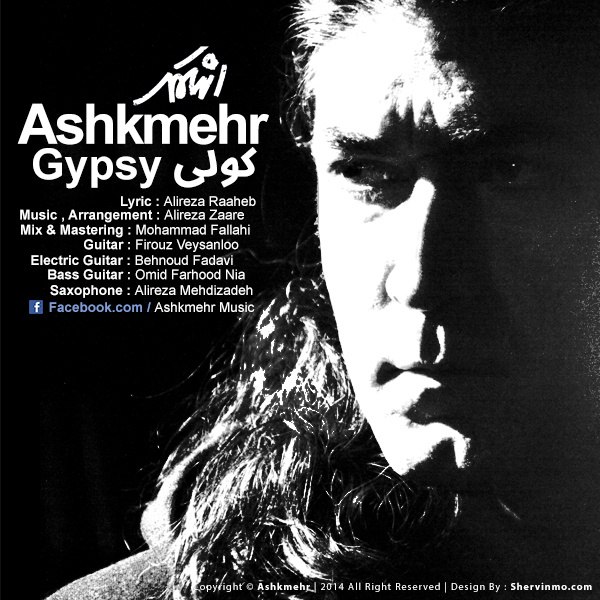 اشکمهر
Ashkmehr
Gypsy کولی
Lyric : Alireza Raaheb
Music , Arrangement : Alireza Zaare
Mix & Mastering : Mohammad Fallahi
Guitar : Firouz Veysanloo
Electric Guitar : Behnoud Fadavi
Bass Guitar : Omid Farhood Nia
Saxophone : Alireza Mehdizadeh
f Facebook.com / Ashkmehr Music
Copyright © Ashkmehr | 2014 All Right Reserved | Design By : Shervinmo.com